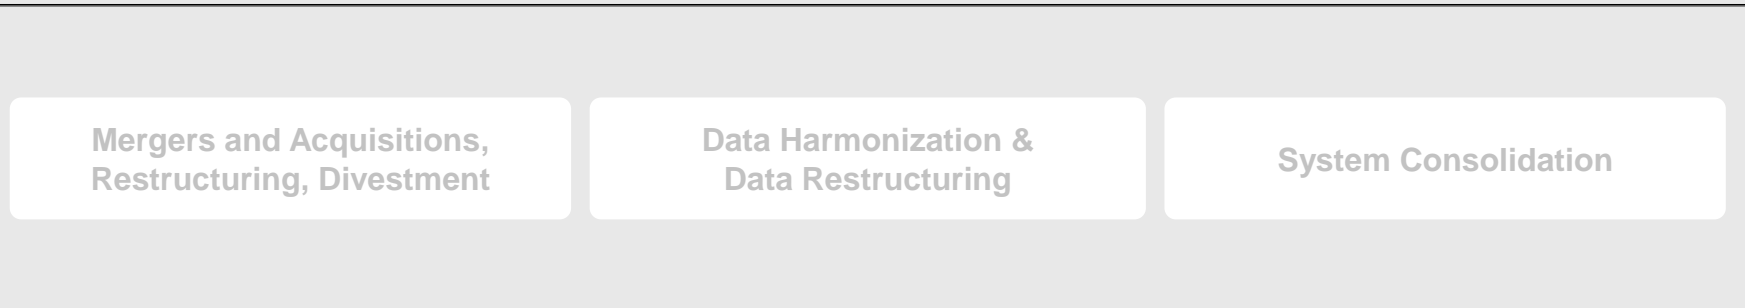 Mergers and Acquisitions,
Restructuring, Divestment
Data Harmonization &
Data Restructuring
System Consolidation